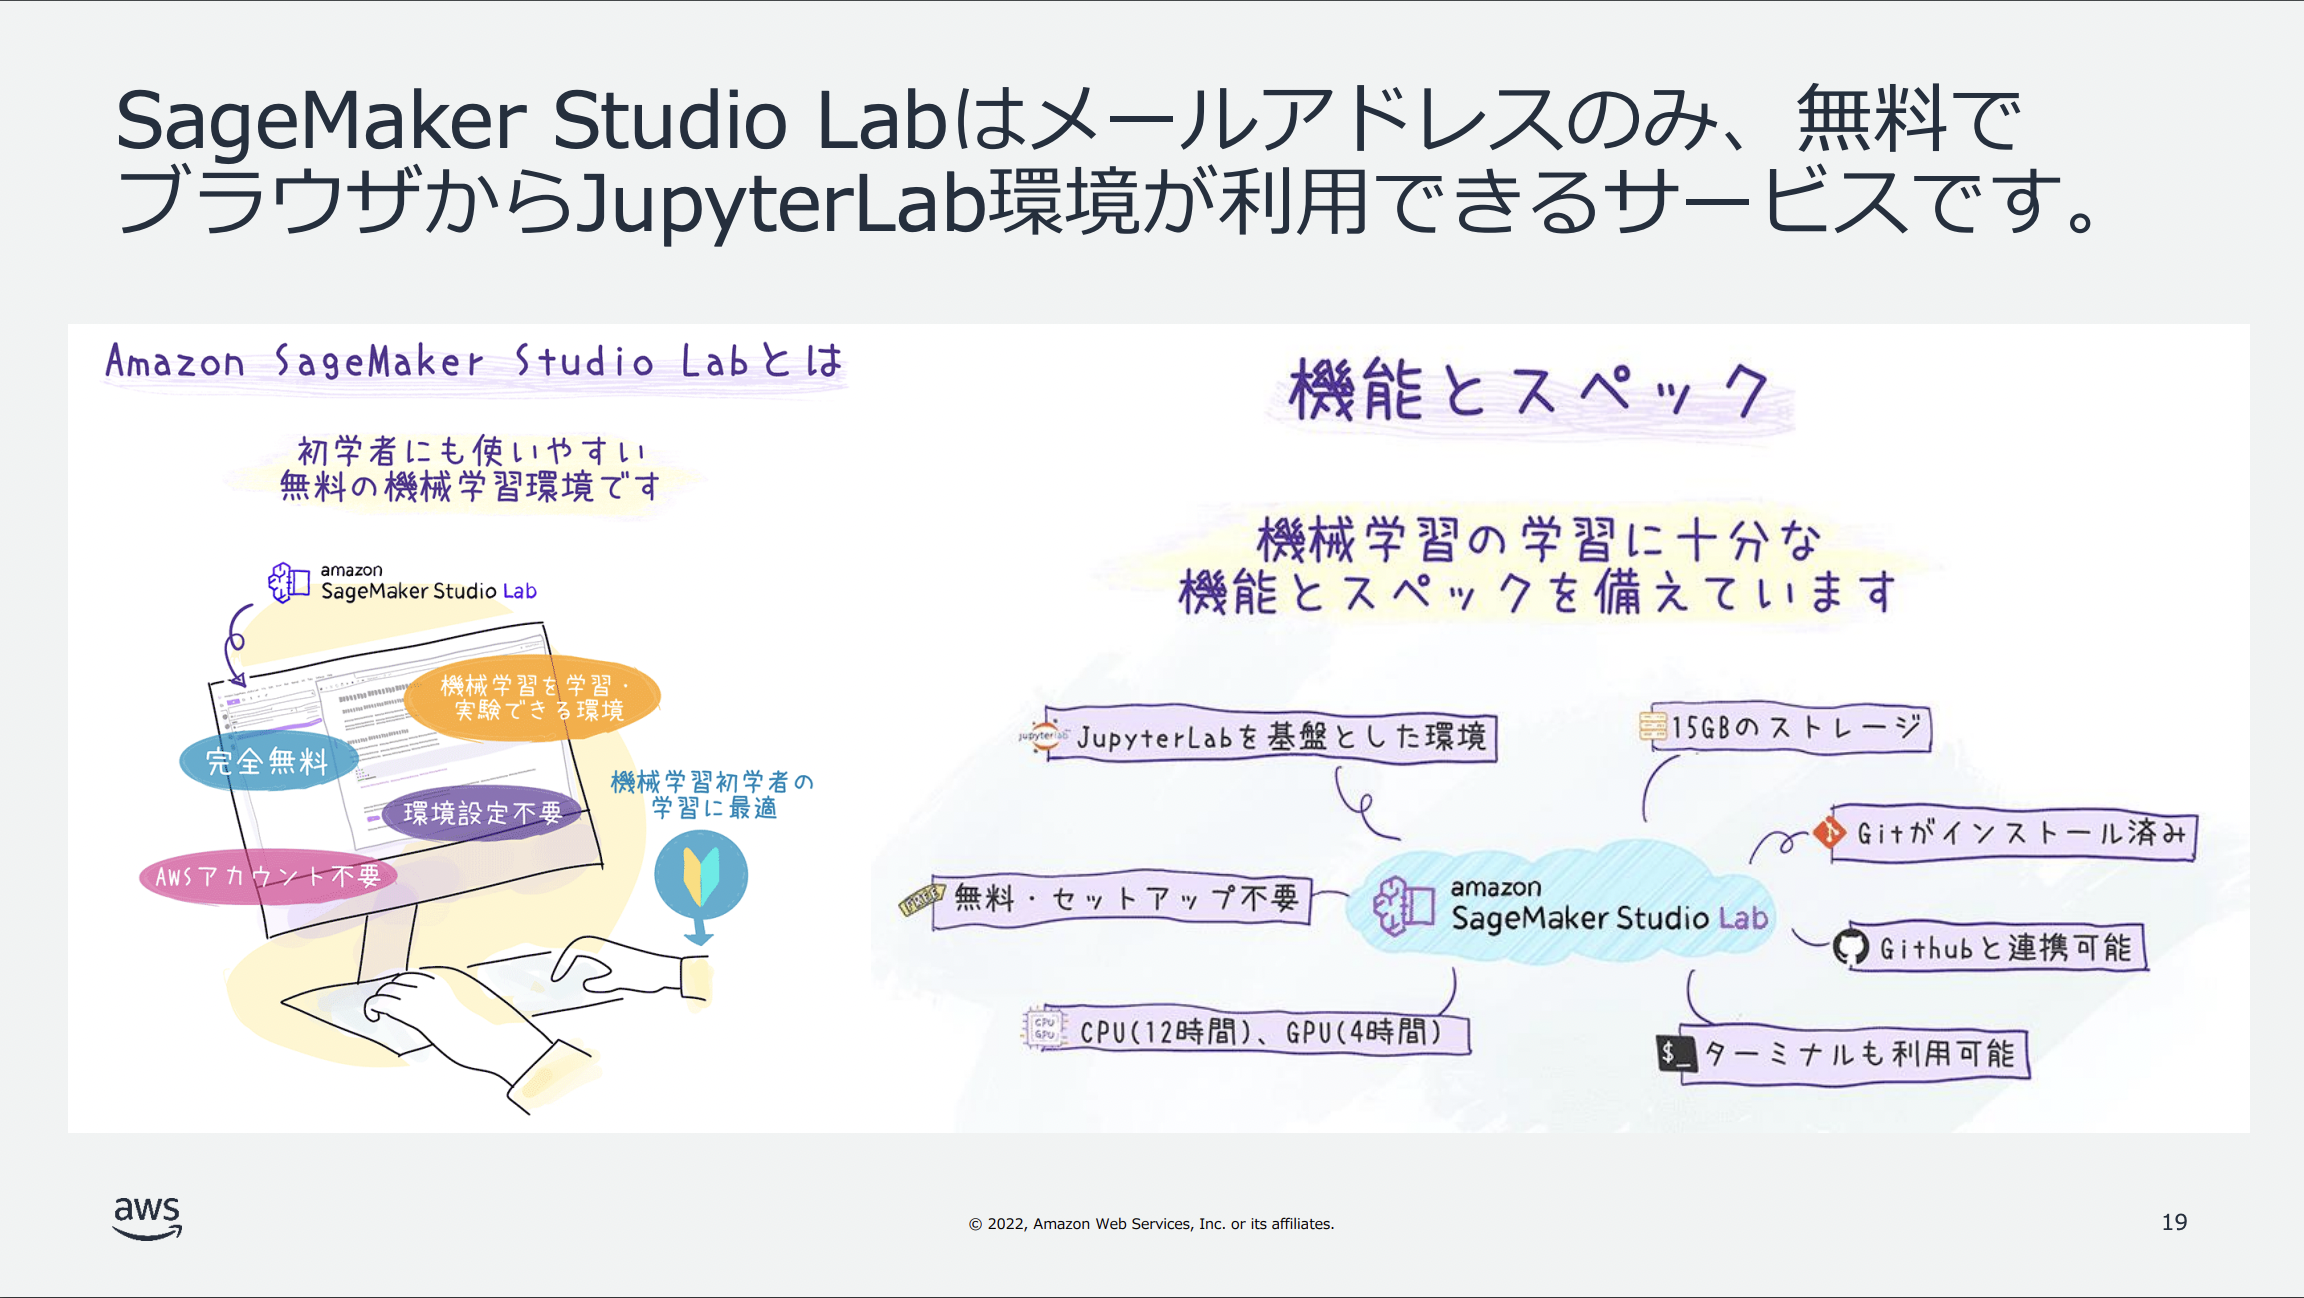 SageMaker Studio Labはメールアドレスのみ、無料で
ブラウザからJupyterLab環境が利用できるサービスです。
Amazon SageMaker Studio Labとは
初学者にも使いやすい
無料の機械学習環境です
amazon
SageMaker Studio Lab
機械学習を学習・
実験できる環境
完全無料
環境設定不要
AWSアカウント不要
機械学習初学者の
学習に最適
機能とスペック
機械学習の学習に十分な
機能とスペックを備えています
jupyterlab
JupyterLabを基盤とした環境
15GBのストレージ
Gitがインストール済み
FREE
無料・セットアップ不要
amazon
SageMaker Studio Lab
Githubと連携可能
CPU
GPU
CPU(12時間)、GPU(4時間)
$_
ターミナルも利用可能
aws
© 2022, Amazon Web Services, Inc. or its affiliates.
19